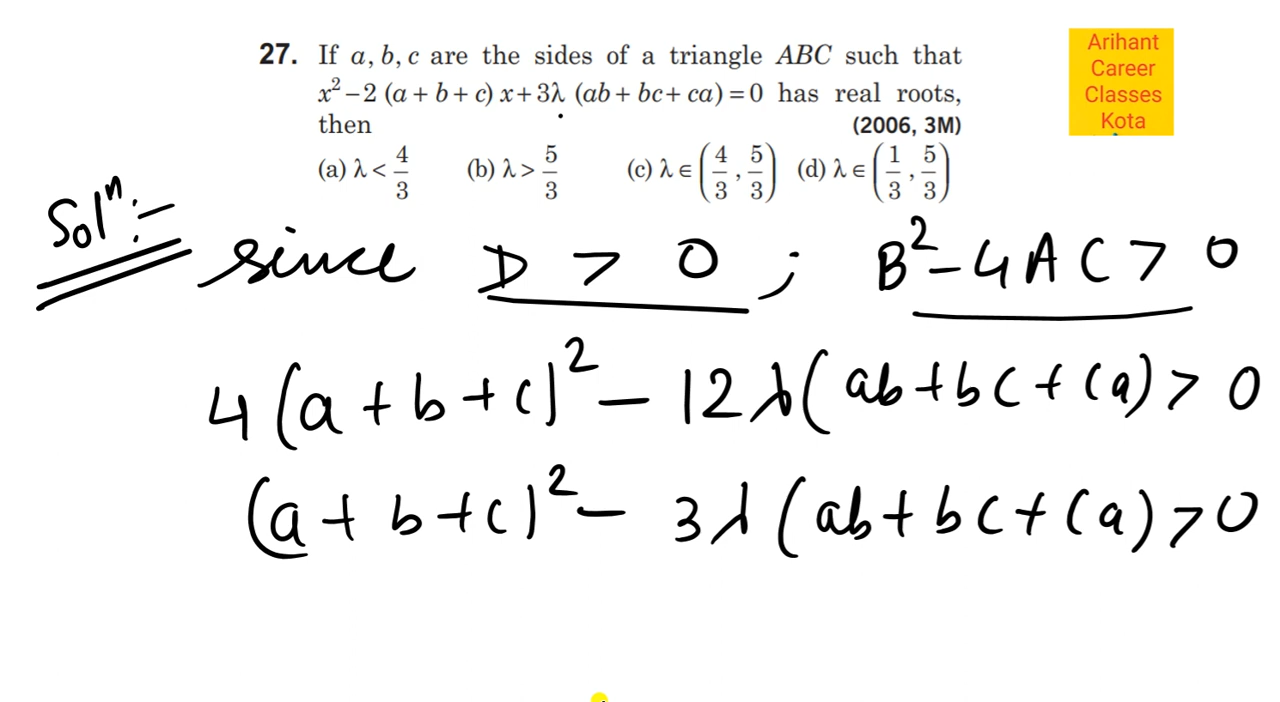 27. If a, b, c are the sides of a triangle ABC such that
x² – 2 (a + b + c) x + 3λ (ab + bc + ca) = 0 has real roots,
then (2006, 3M)
(a) λ < 4/3 (b) λ > 5/3 (c) λ ∈ (4/3, 5/3) (d) λ ∈ (1/3, 5/3)
Arihant
Career
Classes
Kota
Solⁿ:- since D > 0 ; B² - 4AC > 0
4(a + b + c)² - 12λ(ab + bc + ca) > 0
(a + b + c)² - 3λ(ab + bc + ca) > 0